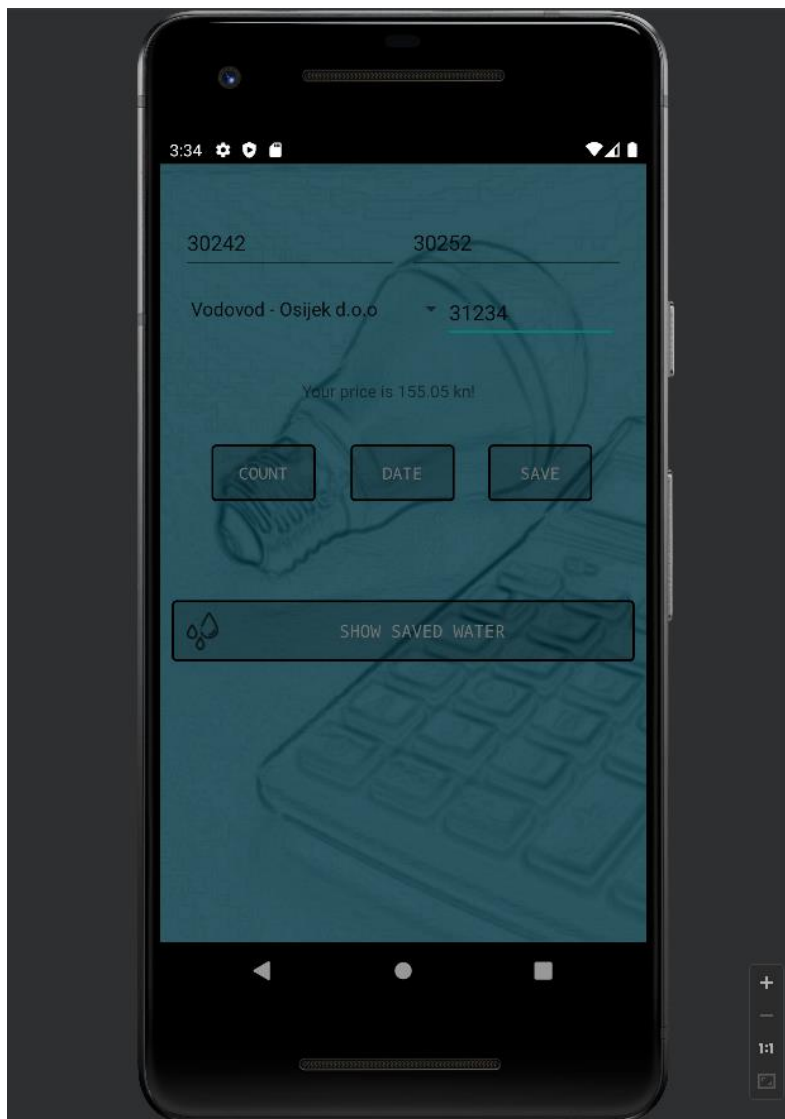 3:34
30242 30252
Vodovod - Osijek d.o.o 31234
Your price is 155.05 kn!
COUNT DATE SAVE
SHOW SAVED WATER
1:1